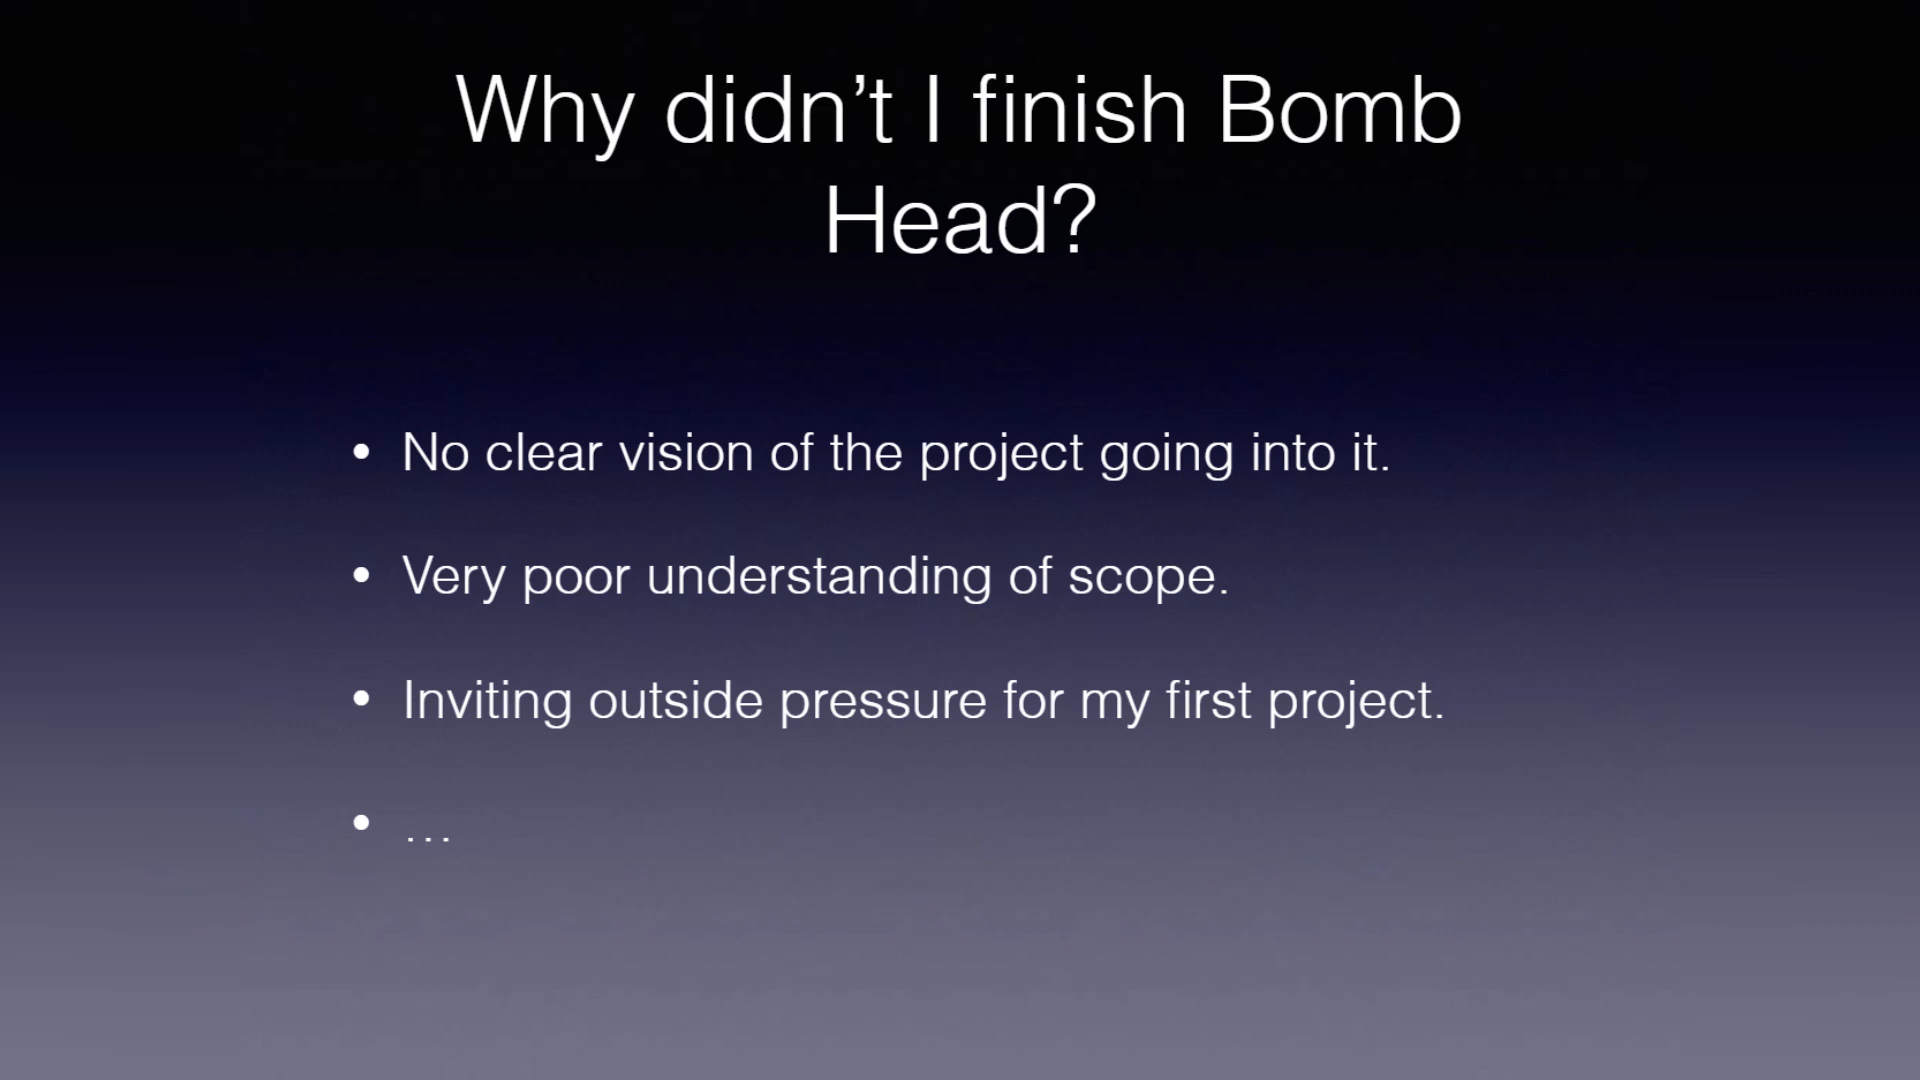 Why didn’t I finish Bomb
Head?
• No clear vision of the project going into it.
• Very poor understanding of scope.
• Inviting outside pressure for my first project.
• …